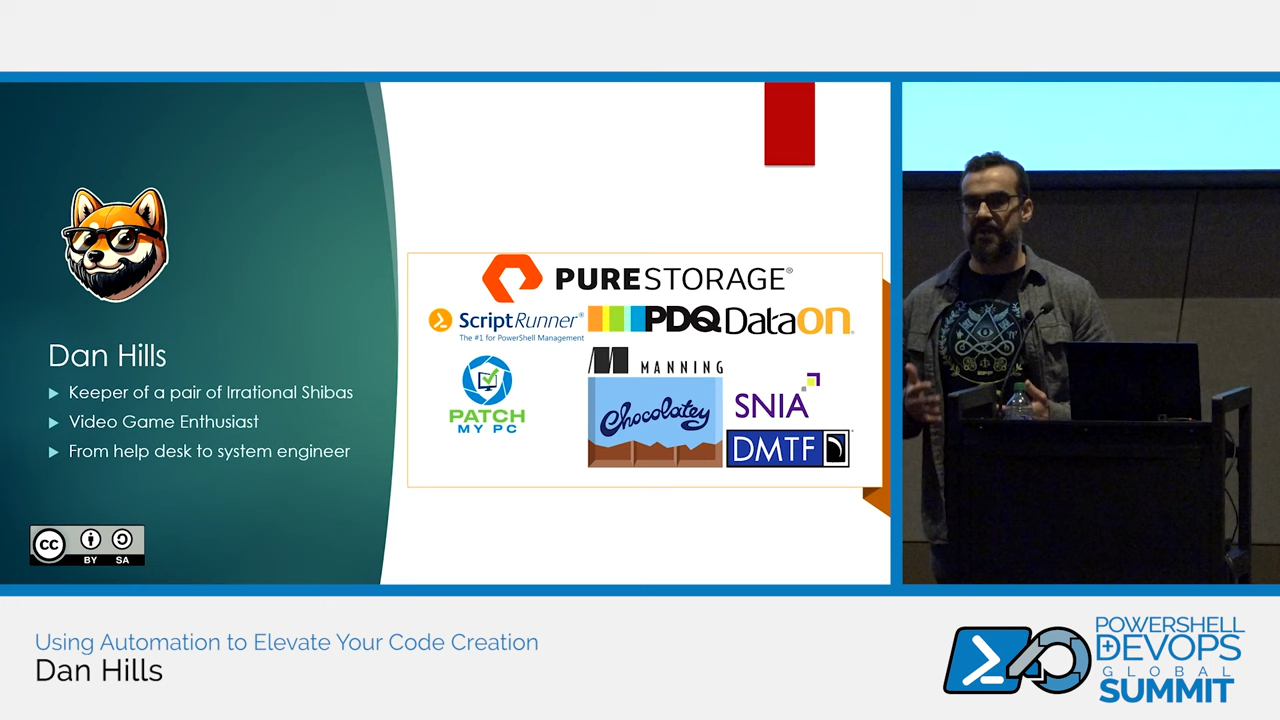 PURESTORAGE®
ScriptRunner®
The #1 for PowerShell Management
PDQ
DataON®
MANNING
PATCH
MY PC
Chocolatey
SNIA
DMTF
Dan Hills
Keeper of a pair of Irrational Shibas
Video Game Enthusiast
From help desk to system engineer
CC
BY SA
Using Automation to Elevate Your Code Creation
Dan Hills
POWERSHELL
DEVOPS
GLOBAL
SUMMIT